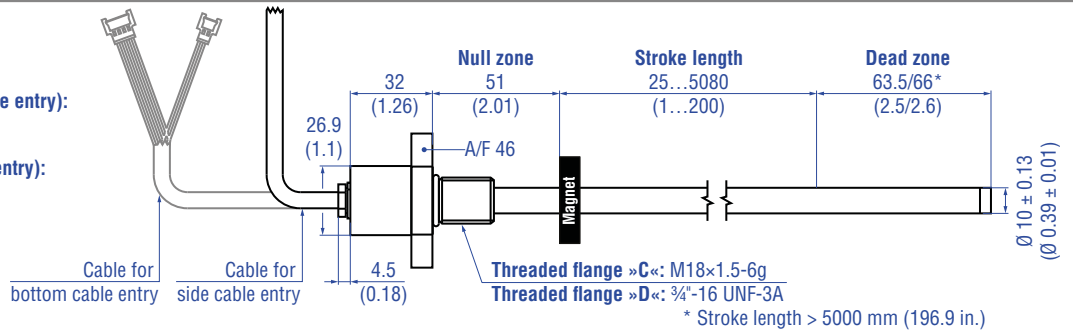 Null zone
51
(2.01)
Stroke length
25…5080
(1…200)
Dead zone
63.5/66*
(2.5/2.6)
32
(1.26)
e entry):
26.9
(1.1)
A/F 46
entry):
Magnet
Ø 10 ± 0.13
(Ø 0.39 ± 0.01)
Cable for
bottom cable entry
Cable for
side cable entry
4.5
(0.18)
Threaded flange »C«: M18×1.5-6g
Threaded flange »D«: ¾"-16 UNF-3A
* Stroke length > 5000 mm (196.9 in.)